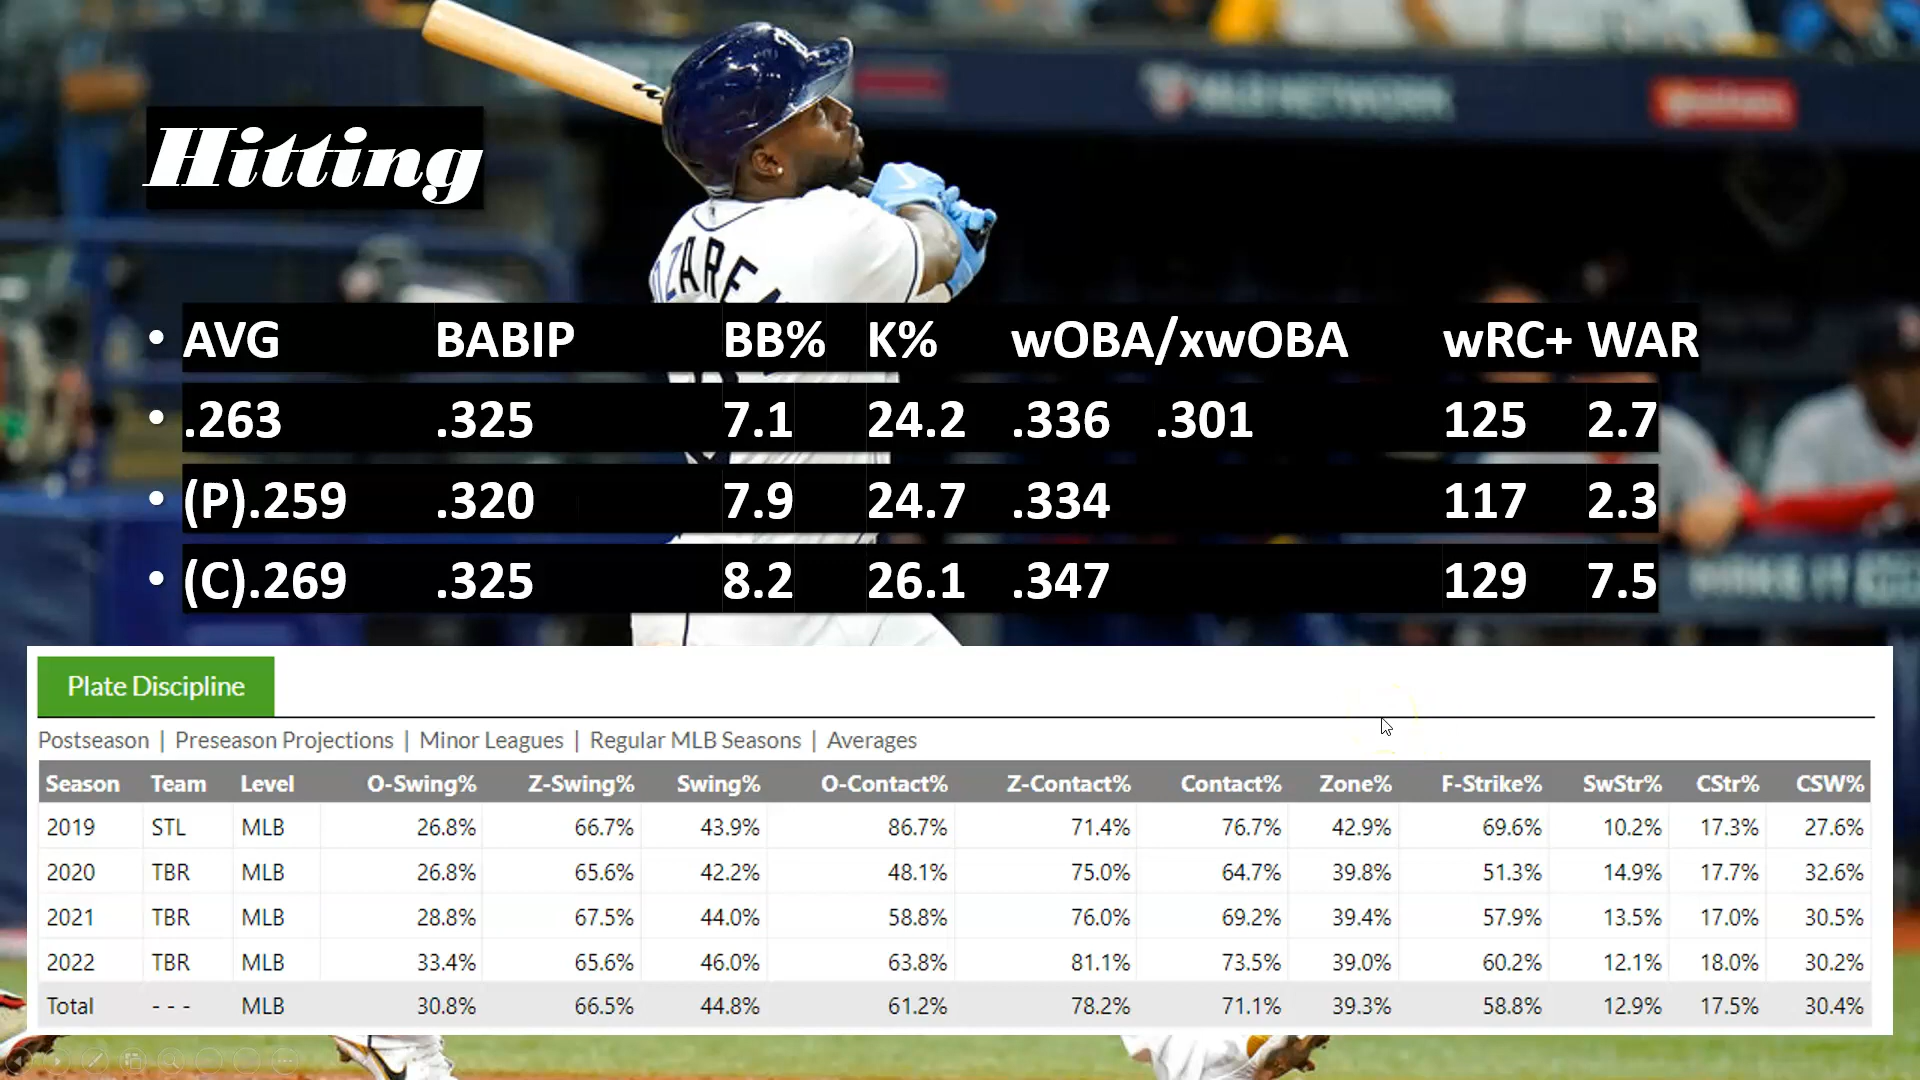 Hitting
MLB NETWORK
OZAREN
• AVG BABIP BB% K% wOBA/xwOBA wRC+ WAR
• .263 .325 7.1 24.2 .336 .301 125 2.7
• (P).259 .320 7.9 24.7 .334 117 2.3
• (C).269 .325 8.2 26.1 .347 129 7.5
Plate Discipline
Postseason | Preseason Projections | Minor Leagues | Regular MLB Seasons | Averages
Season Team Level O-Swing% Z-Swing% Swing% O-Contact% Z-Contact% Contact% Zone% F-Strike% SwStr% CStr% CSW%
2019 STL MLB 26.8% 66.7% 43.9% 86.7% 71.4% 76.7% 42.9% 69.6% 10.2% 17.3% 27.6%
2020 TBR MLB 26.8% 65.6% 42.2% 48.1% 75.0% 64.7% 39.8% 51.3% 14.9% 17.7% 32.6%
2021 TBR MLB 28.8% 67.5% 44.0% 58.8% 76.0% 69.2% 39.4% 57.9% 13.5% 17.0% 30.5%
2022 TBR MLB 33.4% 65.6% 46.0% 63.8% 81.1% 73.5% 39.0% 60.2% 12.1% 18.0% 30.2%
Total - - - MLB 30.8% 66.5% 44.8% 61.2% 78.2% 71.1% 39.3% 58.8% 12.9% 17.5% 30.4%